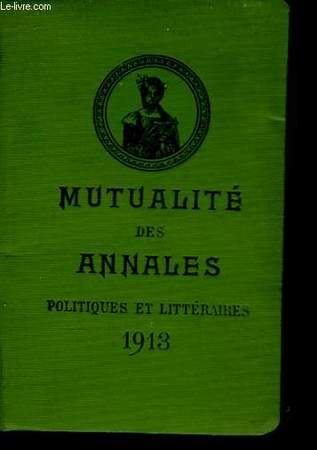 Le-livre.com
MUTUALITÉ
DES
ANNALES
POLITIQUES ET LITTÉRAIRES
1913